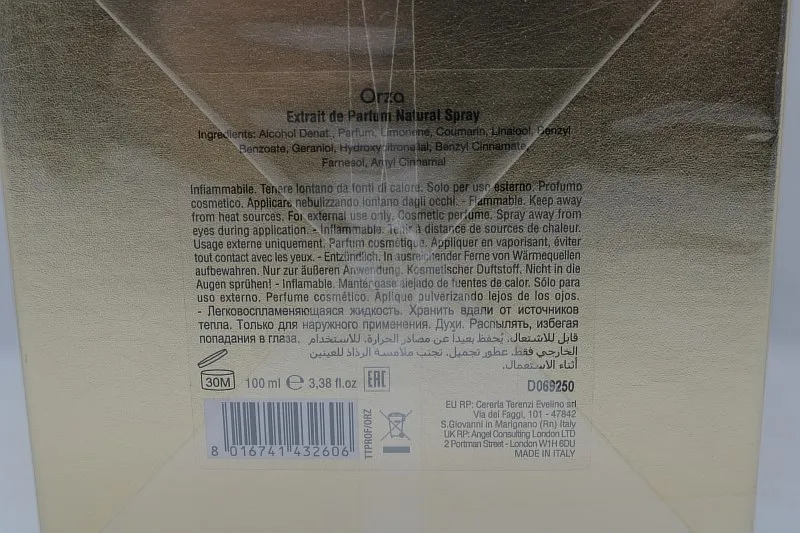 Orza
Extrait de Parfum Natural Spray
Ingredients: Alcohol Denat., Parfum, Limonene, Coumarin, Linalool, Benzyl
Benzoate, Geraniol, Hydroxycitronellal, Benzyl Cinnamate,
Farnesol, Amyl Cinnamal
Infiammabile. Tenere lontano da fonti di calore. Solo per uso esterno. Profumo
cosmetico. Applicare nebulizzando lontano dagli occhi. - Flammable. Keep away
from heat sources. For external use only. Cosmetic perfume. Spray away from
eyes during application. - Inflammable. Tenir à distance de sources de chaleur.
Usage externe uniquement. Parfum cosmétique. Appliquer en vaporisant, éviter
tout contact avec les yeux. - Entzündlich. In ausreichender Ferne von Wärmequellen
aufbewahren. Nur zur äußeren Anwendung. Kosmetischer Duftstoff. Nicht in die
Augen sprühen! - Inflamable. Mantengase alejado de fuentes de calor. Sólo para
uso externo. Perfume cosmético. Aplique pulverizando lejos de los ojos.
- Легковоспламеняющаяся жидкость. Хранить вдали от источников
тепла. Только для наружного применения. Духи. Распылять, избегая
попадания в глаза. قابل للاشتعال. يُحفظ بعيداً عن مصادر الحرارة. للاستخدام
الخارجي فقط. عطور تجميل. تجنب ملامسة الرذاذ للعينين
أثناء الاستعمال.
30M 100 ml e 3,38 fl.oz EAC D069250
8 016741 432606
TTPROF/ORZ
EU RP: Cereria Terenzi Evelino srl
Via dei Faggi, 101 - 47842
S.Giovanni in Marignano (Rn) Italy
UK RP: Angel Consulting London LTD
2 Portman Street - London W1H 6DU
MADE IN ITALY